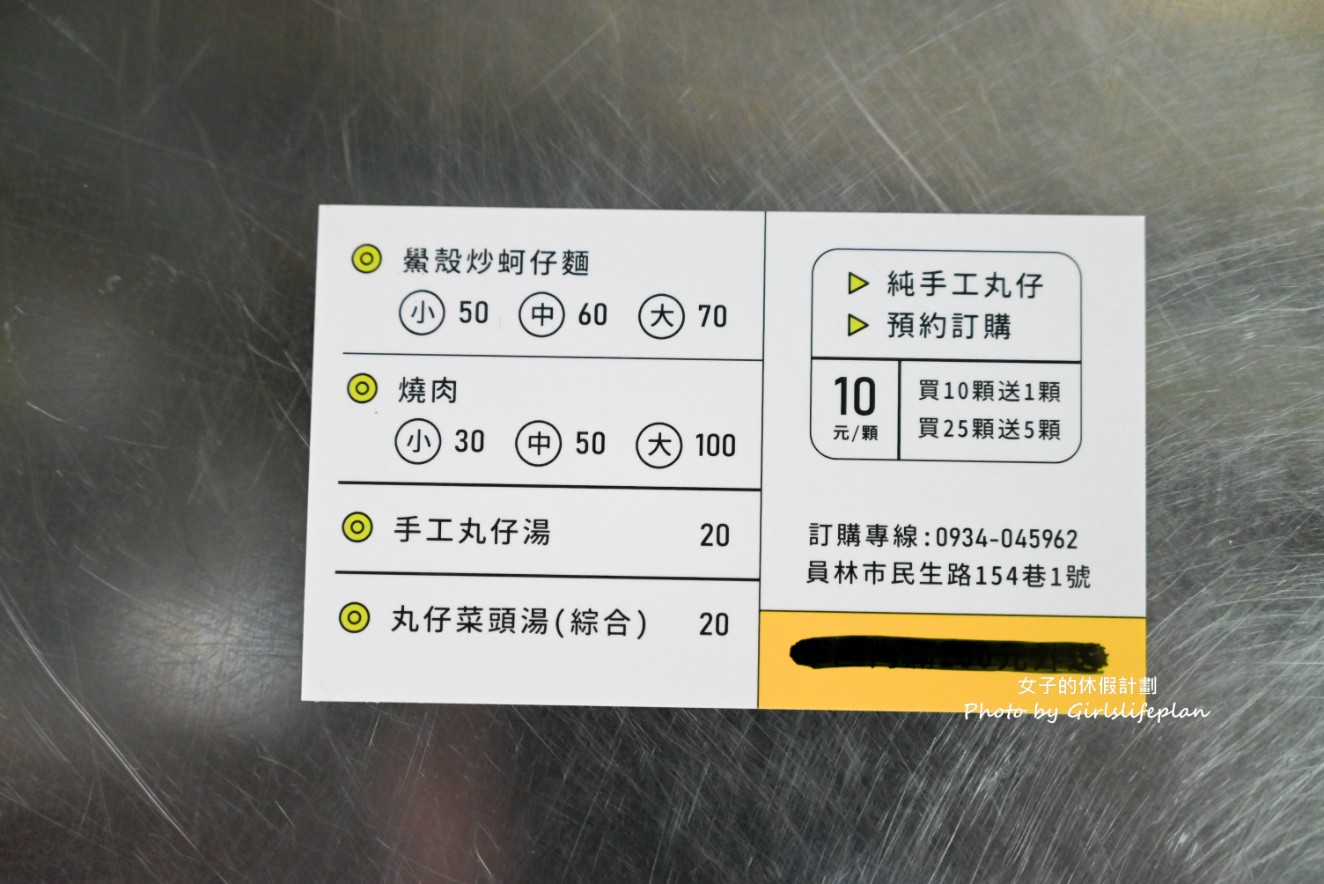 鱟殼炒蚵仔麵
小 50 中 60 大 70
燒肉
小 30 中 50 大 100
手工丸仔湯 20
丸仔菜頭湯(綜合) 20
純手工丸仔
預約訂購
10
元/顆
買10顆送1顆
買25顆送5顆
訂購專線:0934-045962
員林市民生路154巷1號
女子的休假計劃
Photo by Girlslifeplan